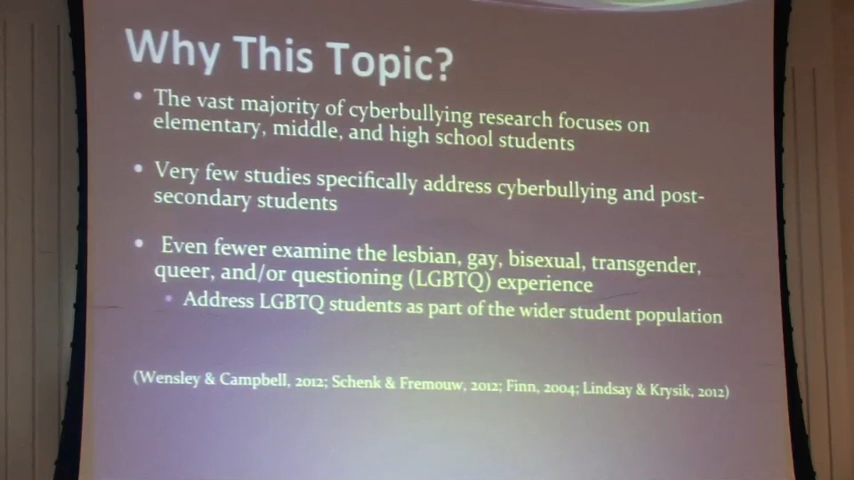 Why This Topic?
• The vast majority of cyberbullying research focuses on
elementary, middle, and high school students
• Very few studies specifically address cyberbullying and post-
secondary students
• Even fewer examine the lesbian, gay, bisexual, transgender,
queer, and/or questioning (LGBTQ) experience
• Address LGBTQ students as part of the wider student population
(Wensley & Campbell, 2012; Schenk & Fremouw, 2012; Finn, 2004; Lindsay & Krysik, 2012)